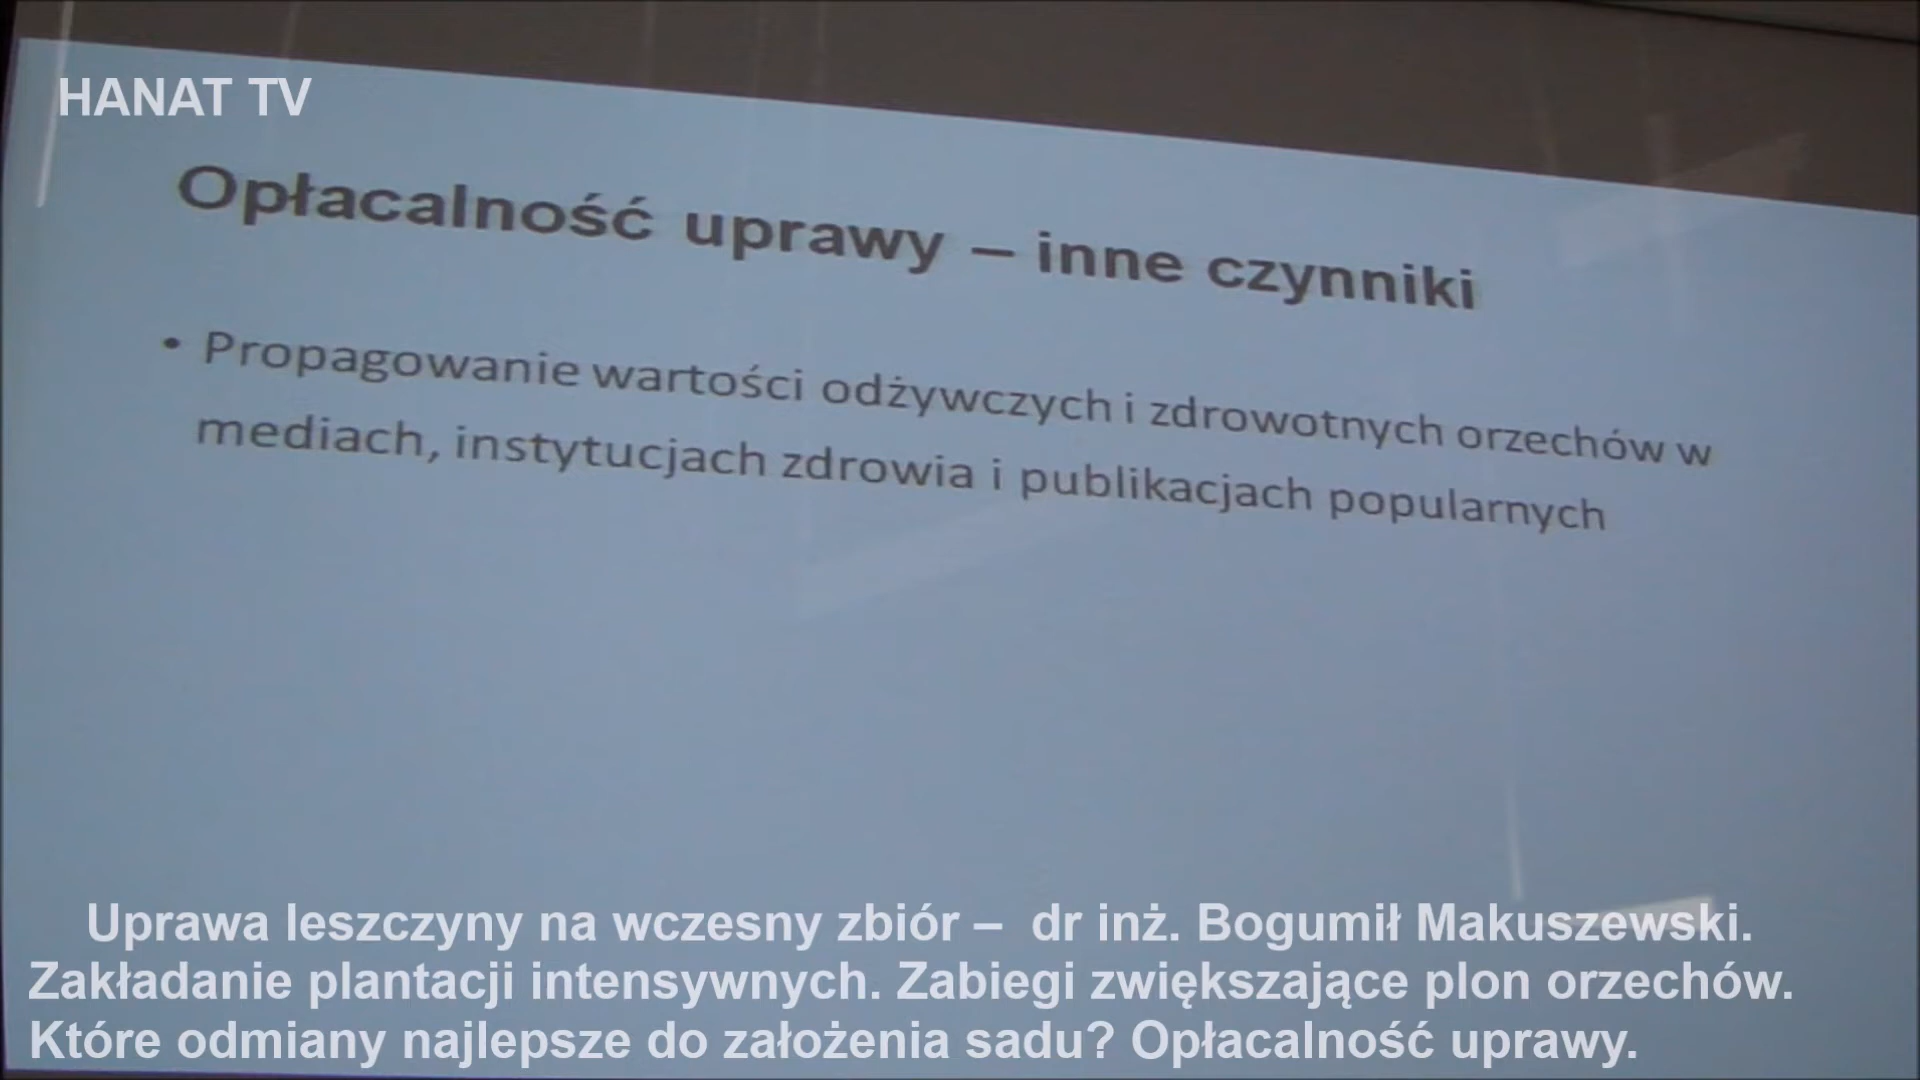 HANAT TV
Opłacalność uprawy – inne czynniki
• Propagowanie wartości odżywczych i zdrowotnych orzechów w
mediach, instytucjach zdrowia i publikacjach popularnych
Uprawa leszczyny na wczesny zbiór – dr inż. Bogumił Makuszewski.
Zakładanie plantacji intensywnych. Zabiegi zwiększające plon orzechów.
Które odmiany najlepsze do założenia sadu? Opłacalność uprawy.